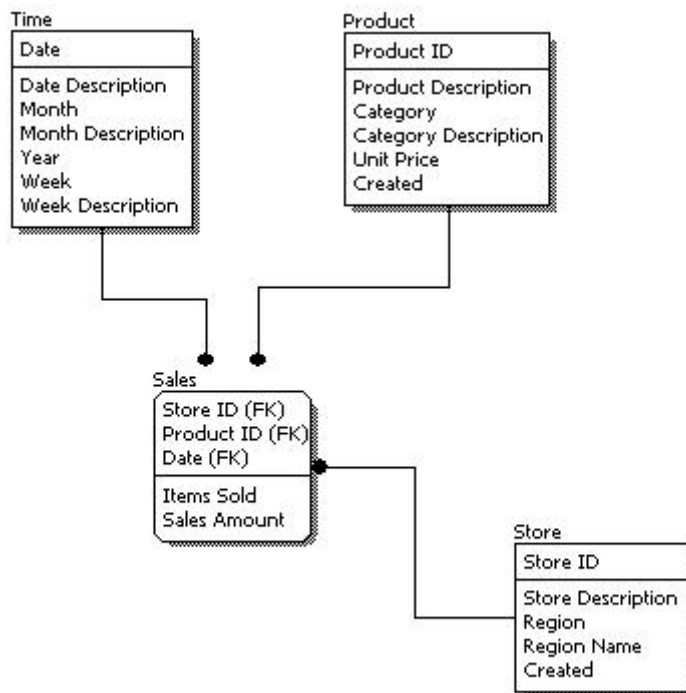 Time
Date
Date Description
Month
Month Description
Year
Week
Week Description
Product
Product ID
Product Description
Category
Category Description
Unit Price
Created
Sales
Store ID (FK)
Product ID (FK)
Date (FK)
Items Sold
Sales Amount
Store
Store ID
Store Description
Region
Region Name
Created